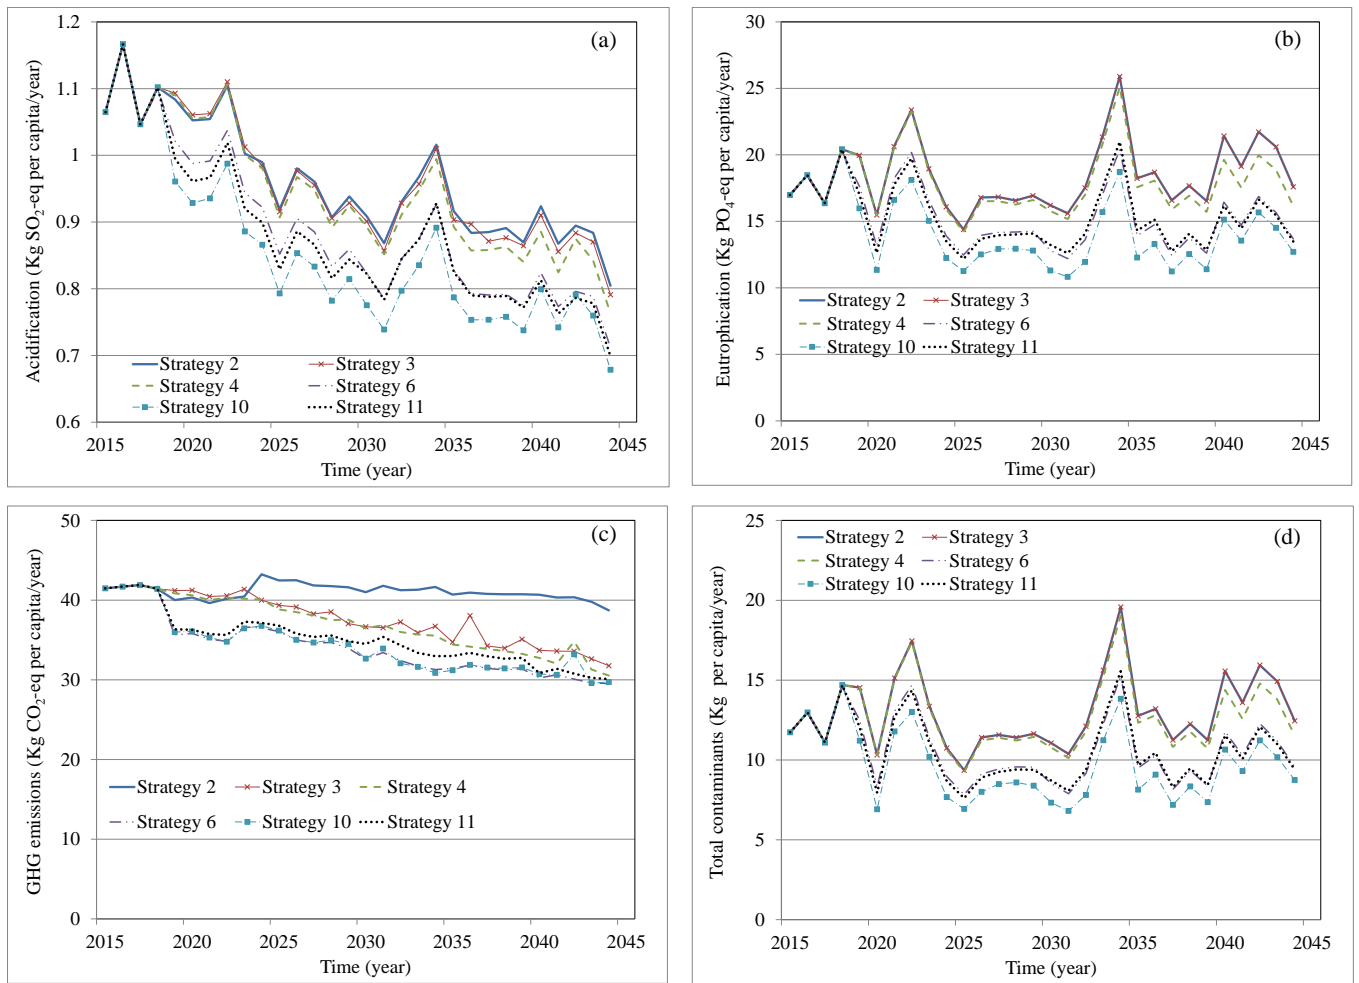 (a)
Acidification (Kg SO2-eq per capita/year)
1.2
1.1
1
0.9
0.8
0.7
0.6
Strategy 2
Strategy 3
Strategy 4
Strategy 6
Strategy 10
Strategy 11
2015 2020 2025 2030 2035 2040 2045
Time (year)
(b)
Eutrophication (Kg PO4-eq per capita/year)
30
25
20
15
10
5
0
Strategy 2
Strategy 3
Strategy 4
Strategy 6
Strategy 10
Strategy 11
2015 2020 2025 2030 2035 2040 2045
Time (year)
(c)
GHG emissions (Kg CO2-eq per capita/year)
50
40
30
20
10
0
Strategy 2
Strategy 3
Strategy 4
Strategy 6
Strategy 10
Strategy 11
2015 2020 2025 2030 2035 2040 2045
Time (year)
(d)
Total contaminants (Kg per capita/year)
25
20
15
10
5
0
Strategy 2
Strategy 3
Strategy 4
Strategy 6
Strategy 10
Strategy 11
2015 2020 2025 2030 2035 2040 2045
Time (year)